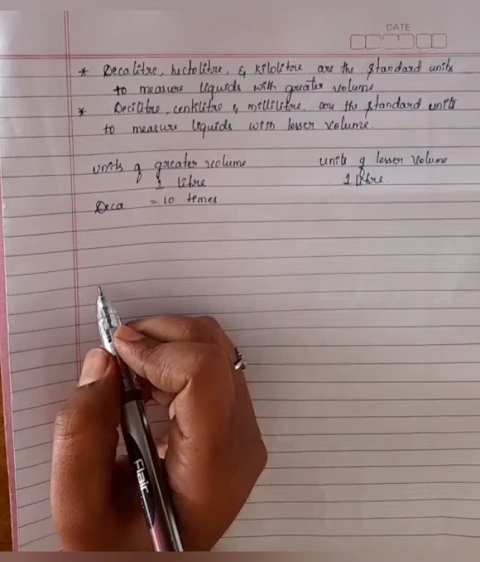 DATE
* Decalitre, hectolitre, & kilolitre are the standard units
to measure liquids with greater volume
* Decilitre, centilitre & millilitre are the standard units
to measure liquids with lesser volume.
units of greater volume units of lesser volume
1 litre 1 litre.
Deca = 10 times
Flair